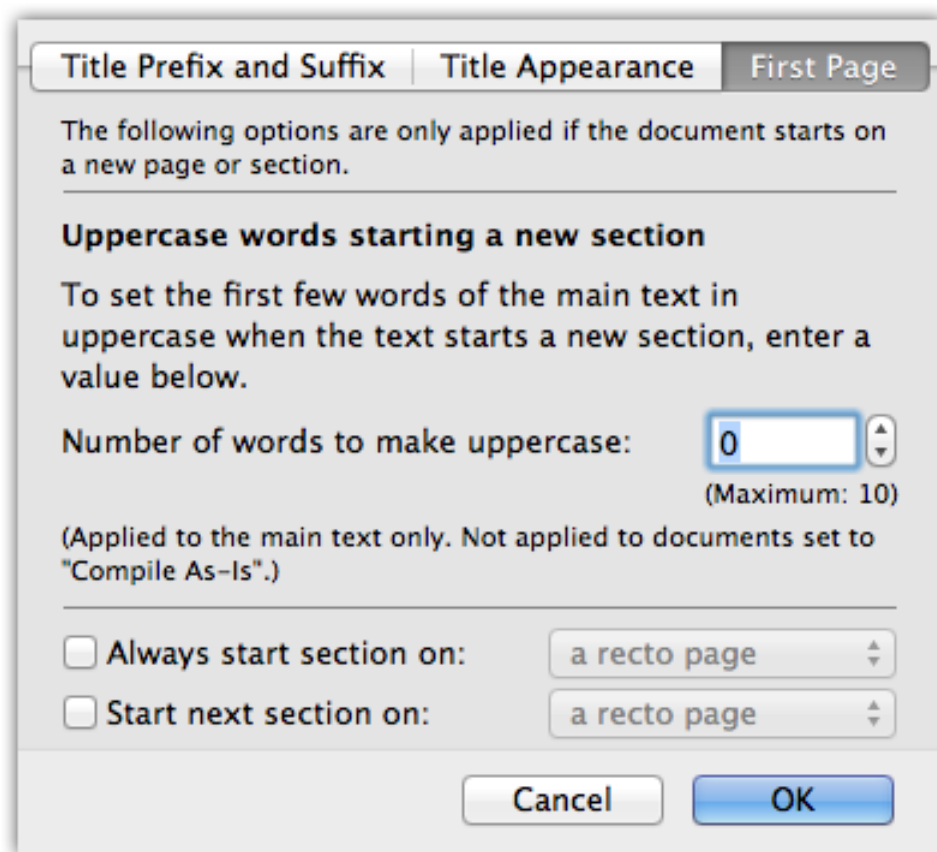 Title Prefix and Suffix Title Appearance First Page
The following options are only applied if the document starts on
a new page or section.
Uppercase words starting a new section
To set the first few words of the main text in
uppercase when the text starts a new section, enter a
value below.
Number of words to make uppercase: 0
(Maximum: 10)
(Applied to the main text only. Not applied to documents set to
"Compile As-Is".)
Always start section on: a recto page
Start next section on: a recto page
Cancel OK